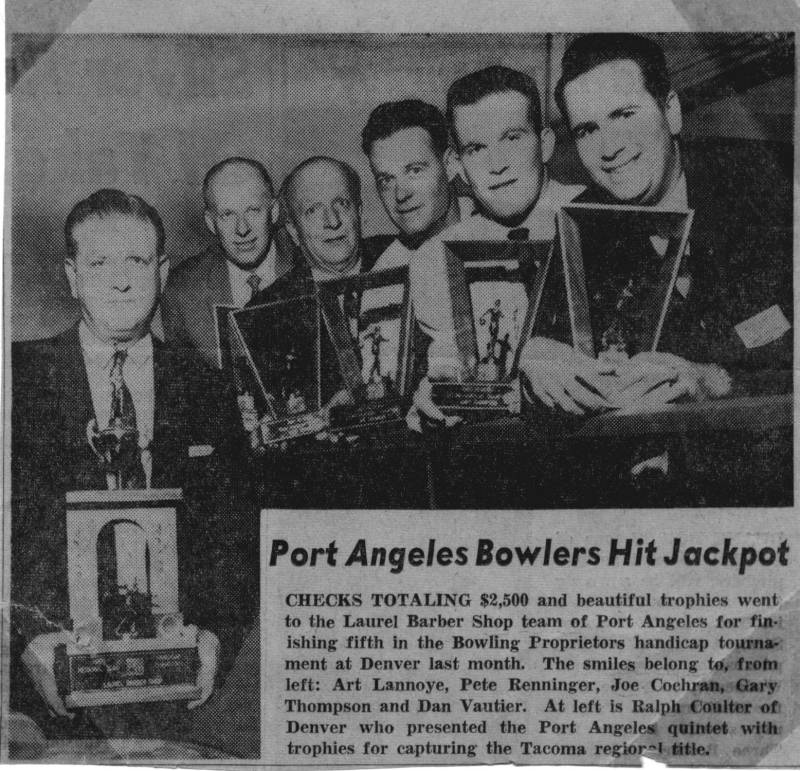 Port Angeles Bowlers Hit Jackpot
CHECKS TOTALING $2,500 and beautiful trophies went
to the Laurel Barber Shop team of Port Angeles for fin-
ishing fifth in the Bowling Proprietors handicap tourna-
ment at Denver last month. The smiles belong to, from
left: Art Lannoye, Pete Renninger, Joe Cochran, Gary
Thompson and Dan Vautier. At left is Ralph Coulter of
Denver who presented the Port Angeles quintet with
trophies for capturing the Tacoma regional title.